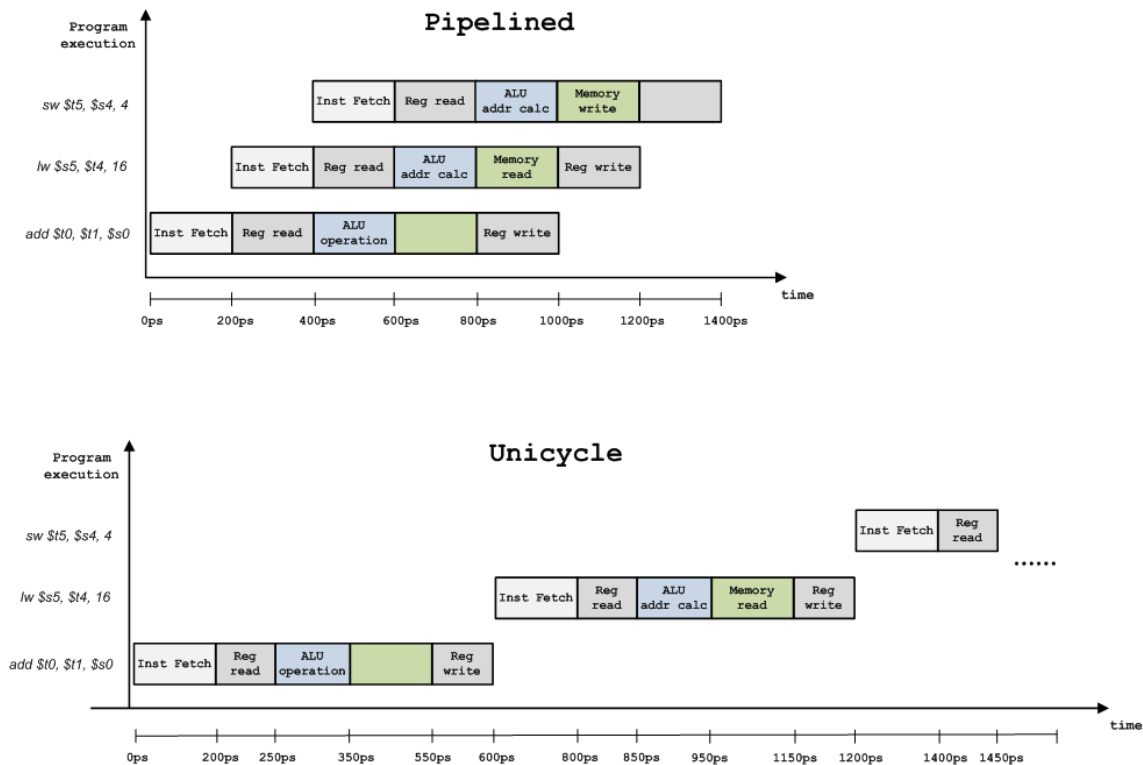 Pipelined
Program
execution
sw $t5, $s4, 4
Inst Fetch
Reg read
ALU
addr calc
Memory
write
lw $s5, $t4, 16
Inst Fetch
Reg read
ALU
addr calc
Memory
read
Reg write
add $t0, $t1, $s0
Inst Fetch
Reg read
ALU
operation
Reg write
time
0ps 200ps 400ps 600ps 800ps 1000ps 1200ps 1400ps
Unicycle
Program
execution
sw $t5, $s4, 4
Inst Fetch
Reg
read
......
lw $s5, $t4, 16
Inst Fetch
Reg
read
ALU
addr calc
Memory
read
Reg
write
add $t0, $t1, $s0
Inst Fetch
Reg
read
ALU
operation
Reg
write
time
0ps 200ps 250ps 350ps 550ps 600ps 800ps 850ps 950ps 1150ps 1200ps 1400ps 1450ps